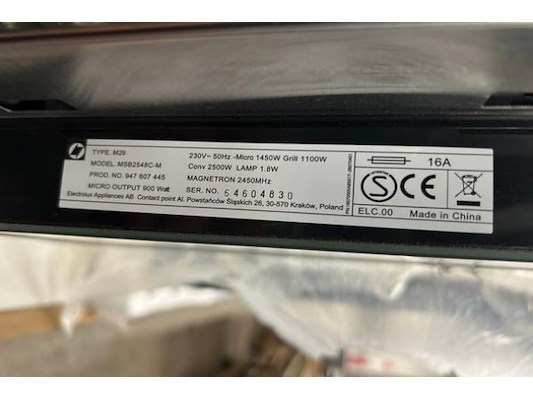 TYPE. M29
MODEL. MSB2548C-M
PROD. NO. 947 607 445
MICRO OUTPUT 900 Watt
230V~ 50Hz -Micro 1450W Grill 1100W
Conv 2500W LAMP 1.8W
MAGNETRON 2450MHz
SER. NO. 64604830
Electrolux Appliances AB Contact point Al. Powstańców Śląskich 26, 30-570 Kraków, Poland
16A
S CE
ELC.00 Made in China